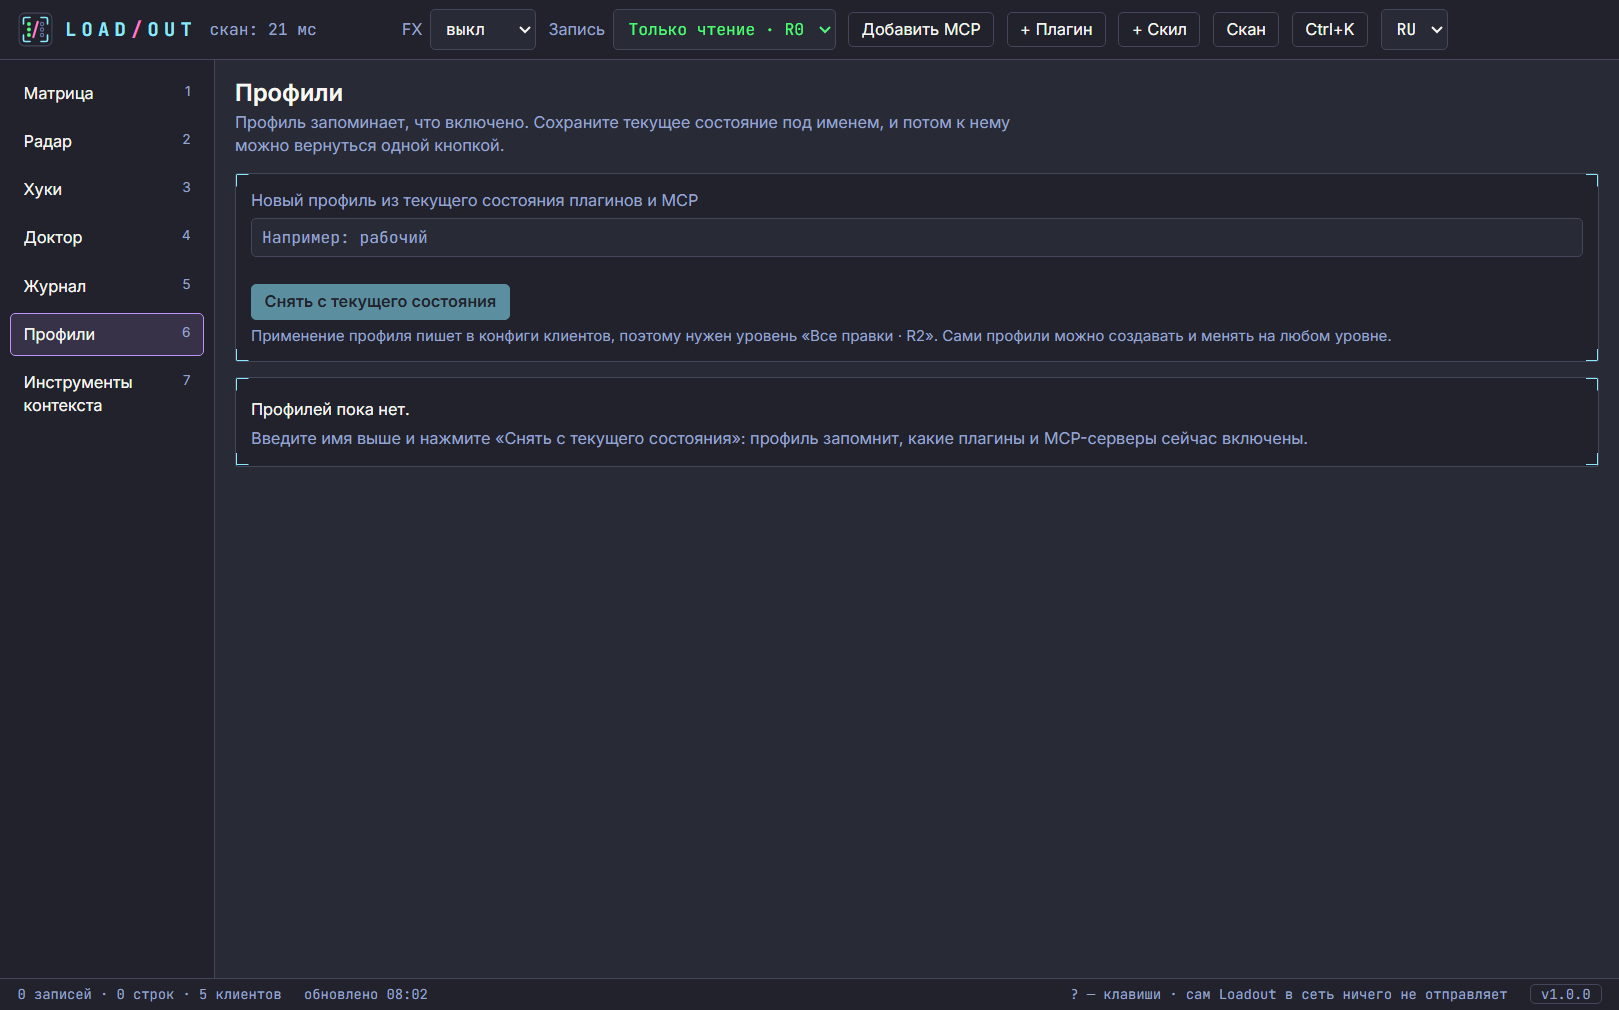 LOAD/OUT скан: 21 мс FX выкл Запись Только чтение · R0 Добавить MCP + Плагин + Скил Скан Ctrl+K RU
Матрица 1
Радар 2
Хуки 3
Доктор 4
Журнал 5
Профили 6
Инструменты 7
контекста
Профили
Профиль запоминает, что включено. Сохраните текущее состояние под именем, и потом к нему
можно вернуться одной кнопкой.
Новый профиль из текущего состояния плагинов и MCP
Например: рабочий
Снять с текущего состояния
Применение профиля пишет в конфиги клиентов, поэтому нужен уровень «Все правки · R2». Сами профили можно создавать и менять на любом уровне.
Профилей пока нет.
Введите имя выше и нажмите «Снять с текущего состояния»: профиль запомнит, какие плагины и MCP-серверы сейчас включены.
0 записей · 0 строк · 5 клиентов обновлено 08:02 ? — клавиши · сам Loadout в сеть ничего не отправляет v1.0.0